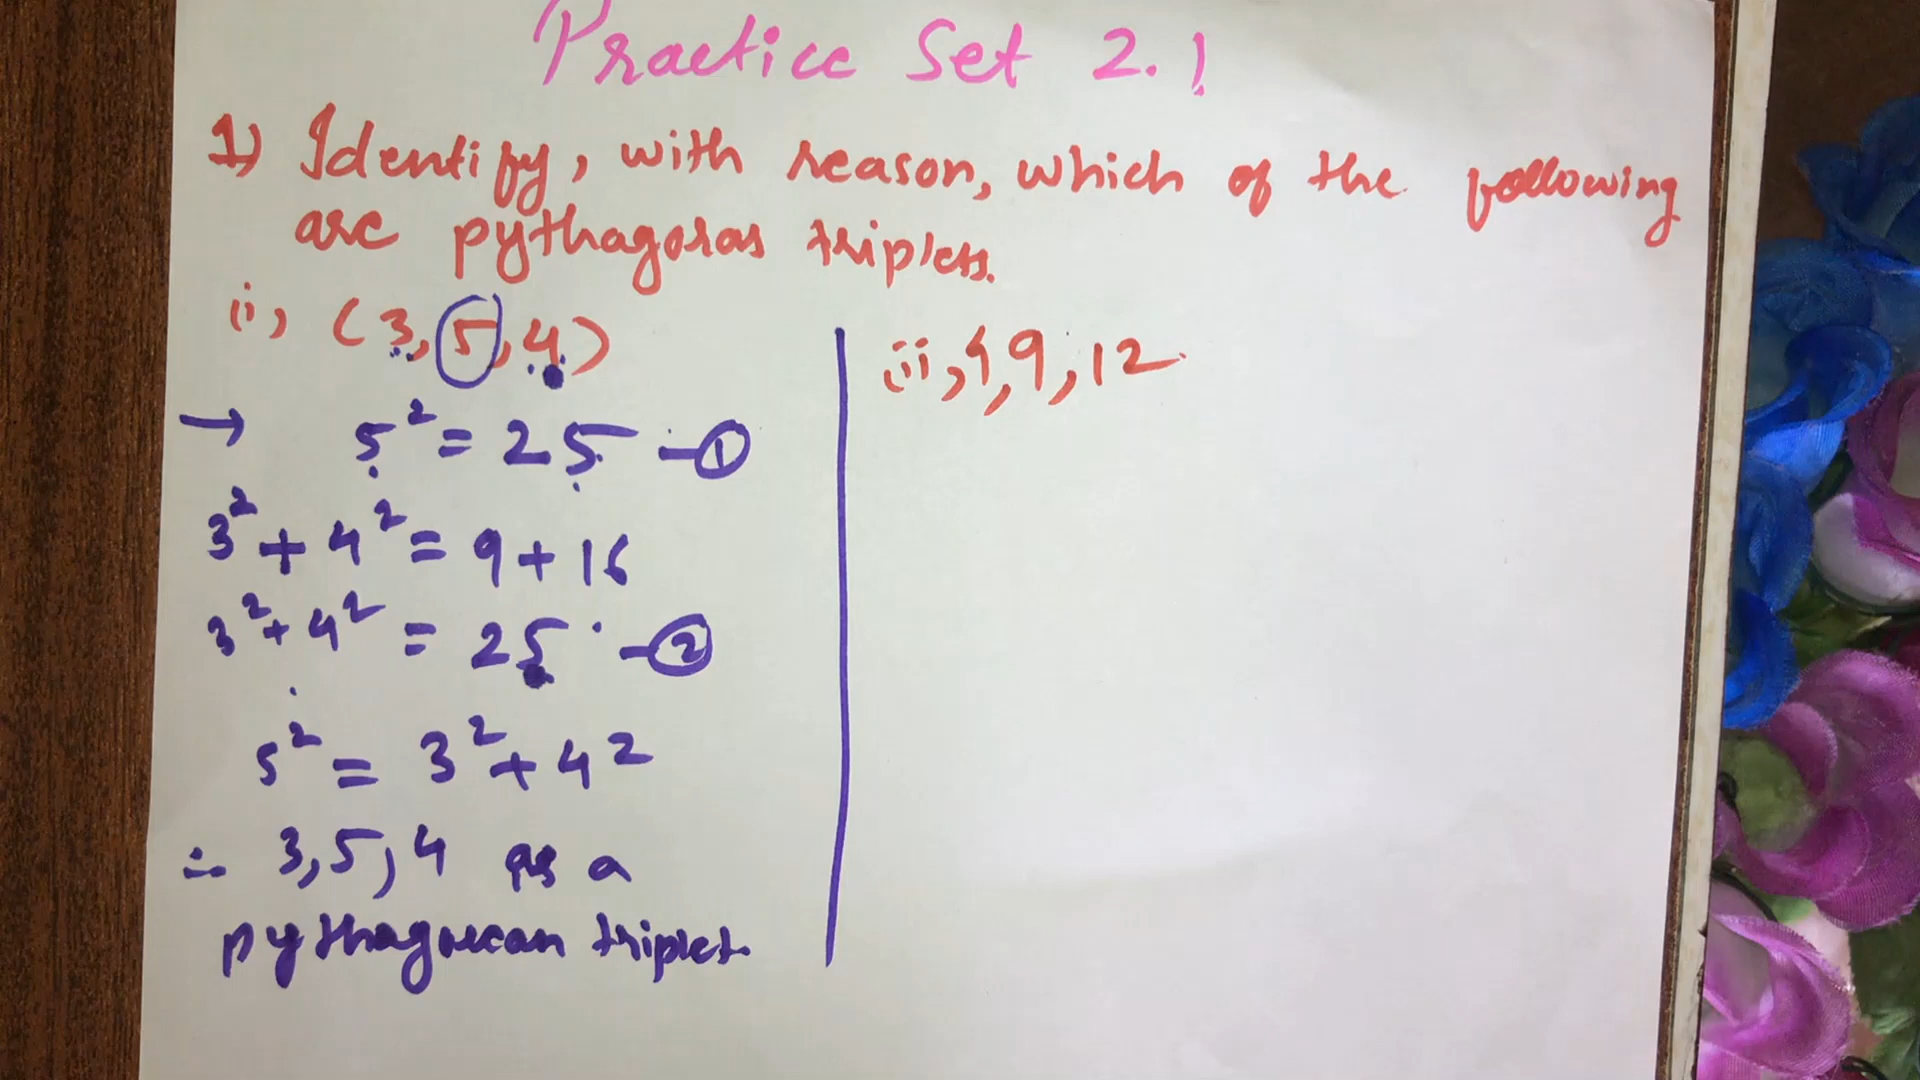 Practice Set 2.1
1) Identify, with reason, which of the following
are pythagoras triplets.
(i), (3,5,4)
→ 5² = 25 -①
3² + 4² = 9 + 16
3² + 4² = 25 -②
5² = 3² + 4²
∴ 3,5,4 as a
pythagorean triplet.
(ii), 4,9,12